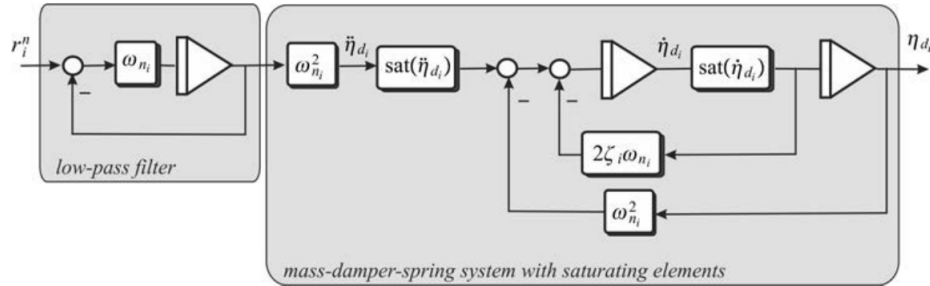 r_i^n
ω_{n_i}
ω_{n_i}^2
η̈_{d_i}
sat(η̈_{d_i})
η̇_{d_i}
sat(η̇_{d_i})
η_{d_i}
−
−
−
2ζ_i ω_{n_i}
ω_{n_i}^2
low-pass filter
mass-damper-spring system with saturating elements